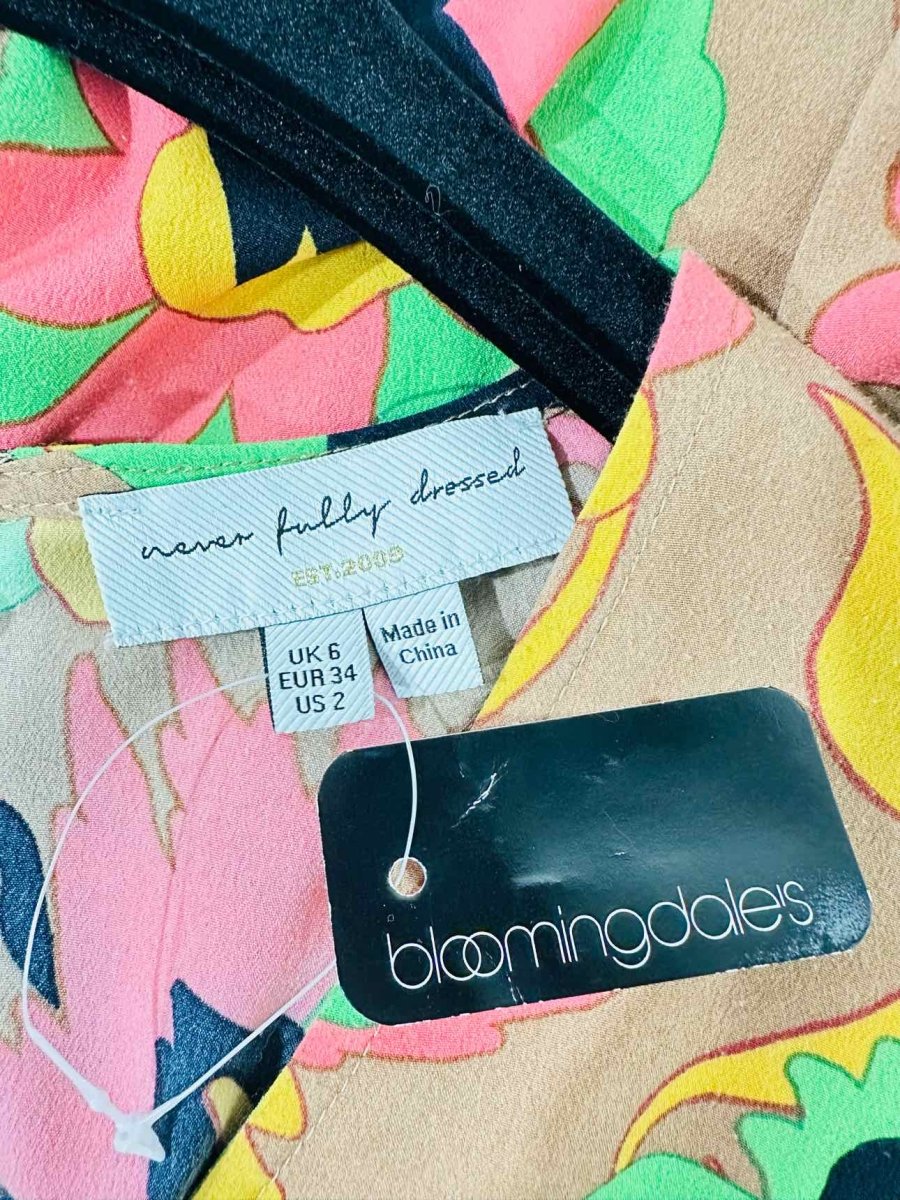 never fully dressed
EST:2009
UK 6
EUR 34
US 2
Made in
China
bloomingdale's